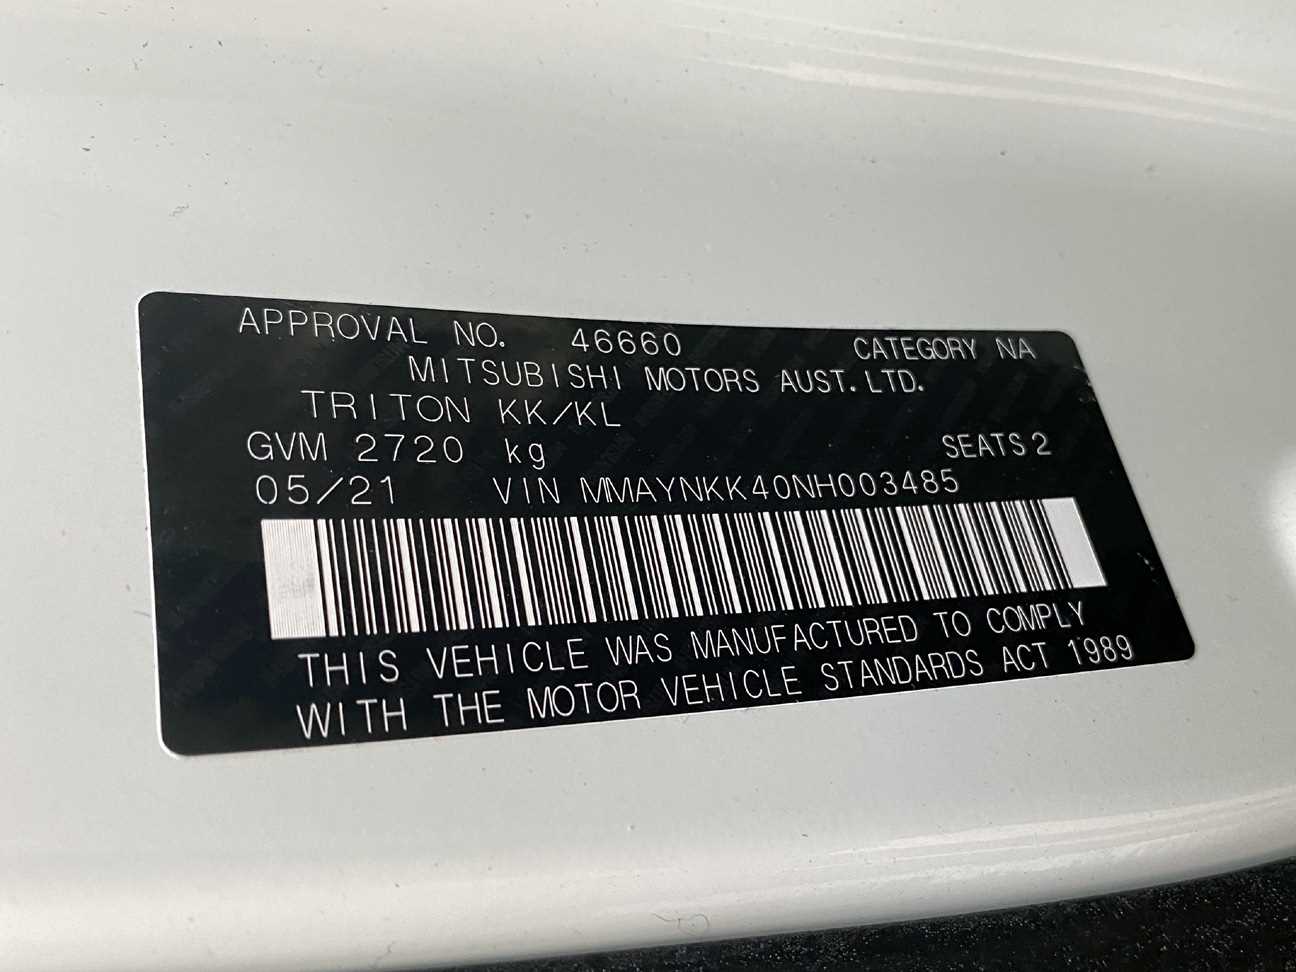 APPROVAL NO. 46660 CATEGORY NA
MITSUBISHI MOTORS AUST.LTD.
TRITON KK/KL
GVM 2720 kg SEATS 2
05/21 VIN MMAYNKK40NH003485
THIS VEHICLE WAS MANUFACTURED TO COMPLY
WITH THE MOTOR VEHICLE STANDARDS ACT 1989